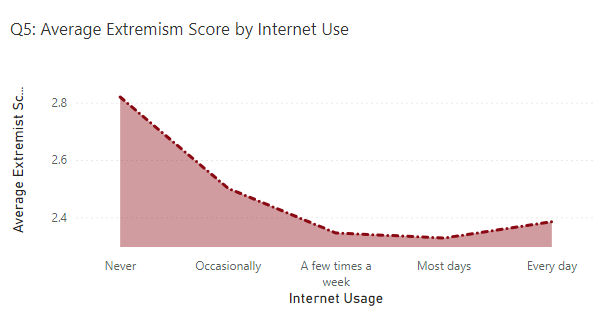 Q5: Average Extremism Score by Internet Use
Average Extremist Sc...
2.8
2.6
2.4
Never
Occasionally
A few times a
week
Most days
Every day
Internet Usage